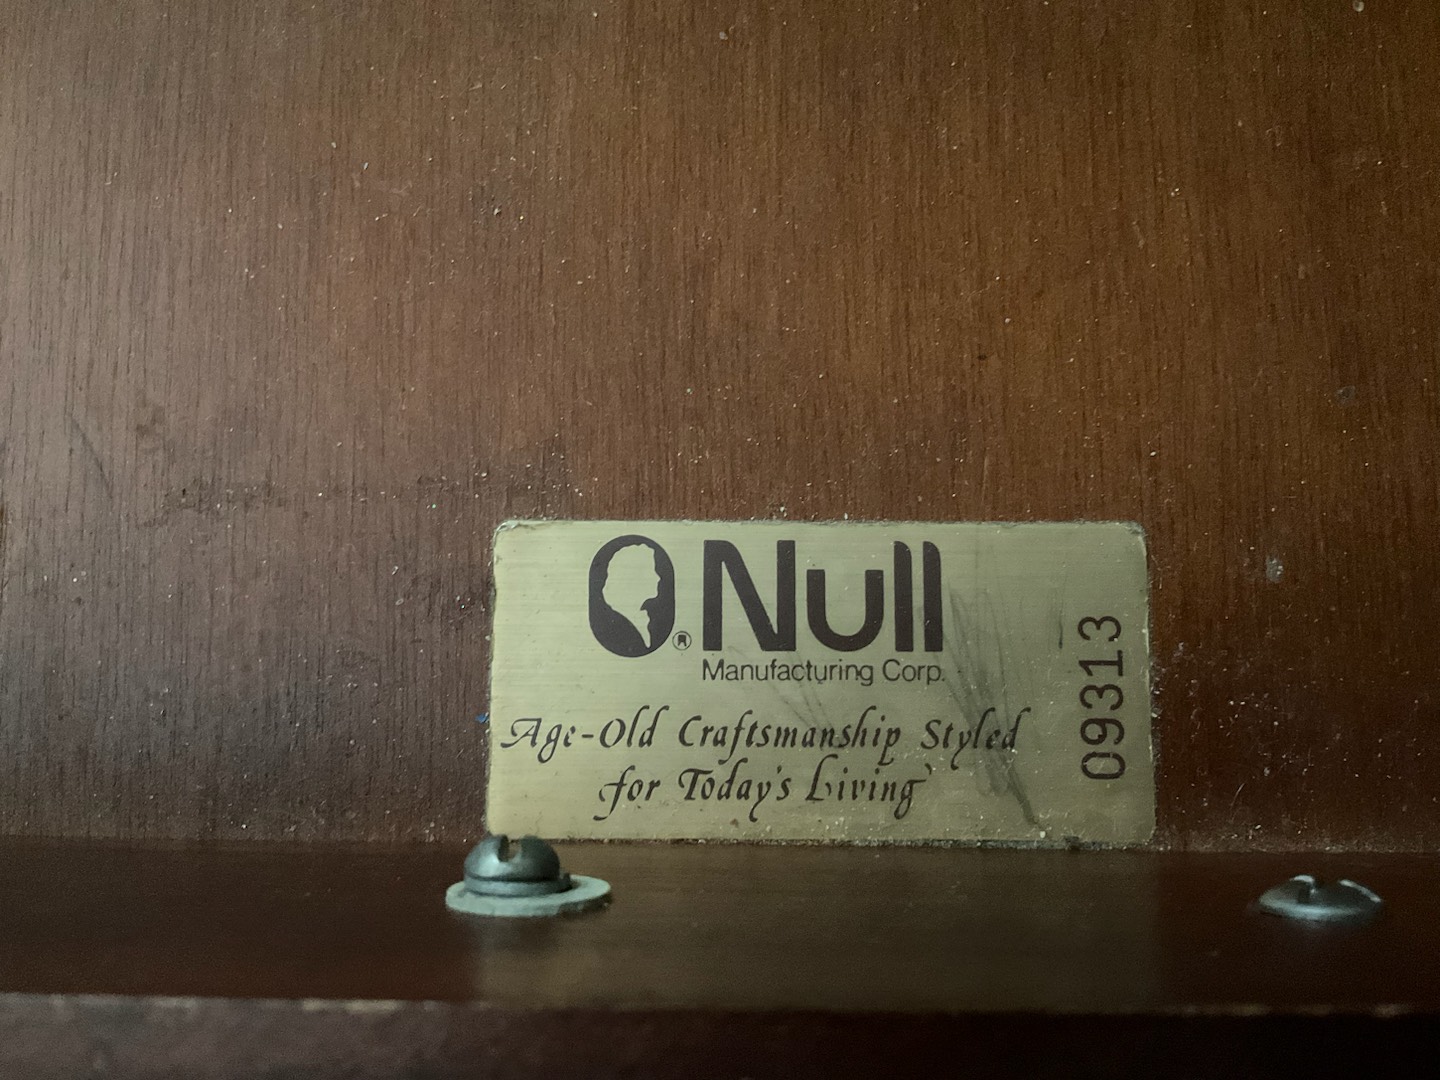 O. Null
Manufacturing Corp.
Age-Old Craftsmanship Styled
for Today's Living
09313